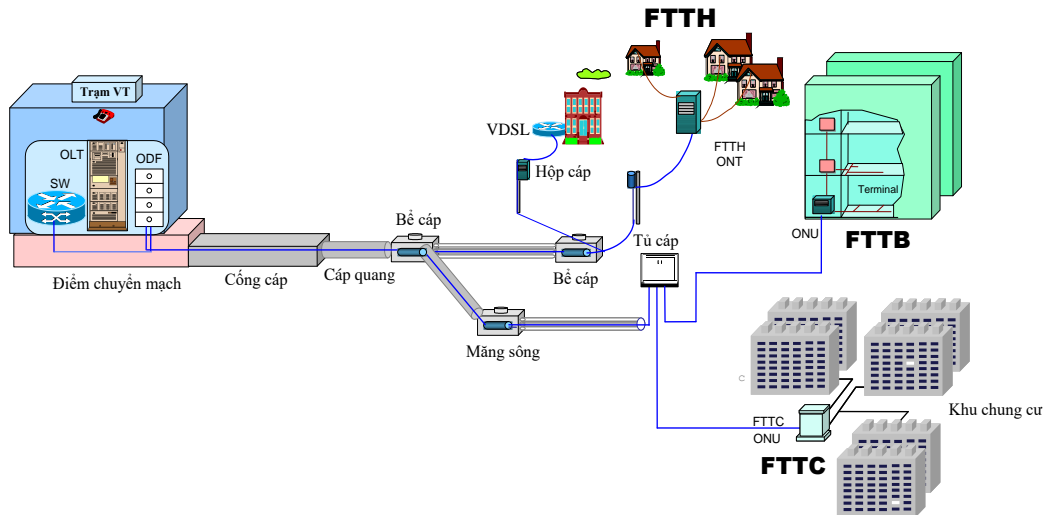 FTTH
Trạm VT
OLT
ODF
SW
VDSL
Hộp cáp
FTTH
ONT
Terminal
ONU
FTTB
Bể cáp
Tủ cáp
Điểm chuyển mạch
Cống cáp
Cáp quang
Bể cáp
Măng sông
Khu chung cư
FTTC
ONU
FTTC